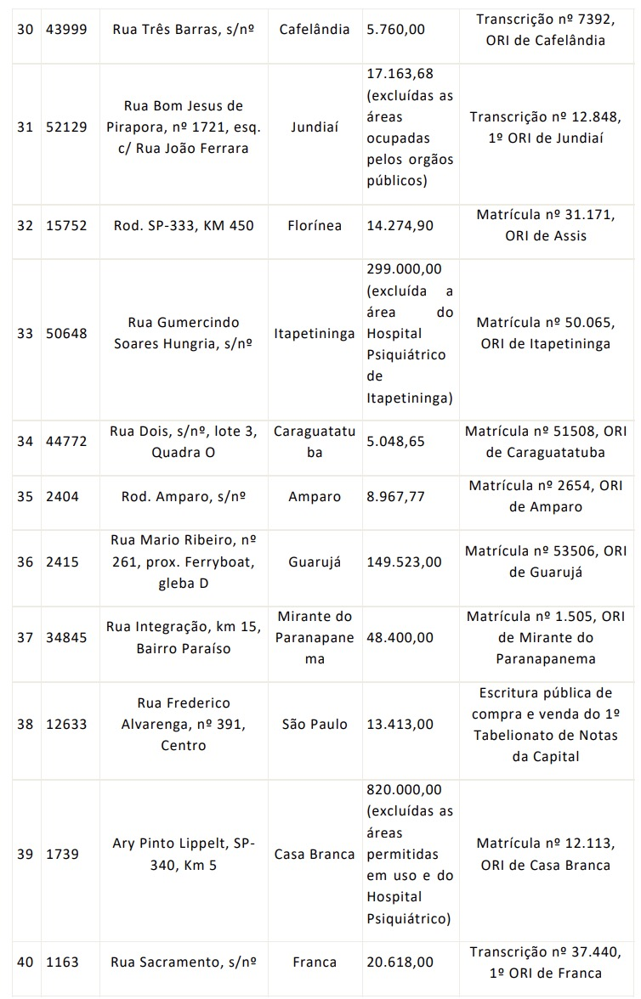 30 43999 Rua Três Barras, s/nº Cafelândia 5.760,00 Transcrição nº 7392,
ORI de Cafelândia
31 52129 Rua Bom Jesus de
Pirapora, nº 1721, esq.
c/ Rua João Ferrara Jundiaí 17.163,68
(excluídas as
áreas
ocupadas
pelos orgãos
públicos) Transcrição nº 12.848,
1º ORI de Jundiaí
32 15752 Rod. SP-333, KM 450 Florínea 14.274,90 Matrícula nº 31.171,
ORI de Assis
33 50648 Rua Gumercindo
Soares Hungria, s/nº Itapetininga 299.000,00
(excluída a
área do
Hospital
Psiquiátrico
de
Itapetininga) Matrícula nº 50.065,
ORI de Itapetininga
34 44772 Rua Dois, s/nº, lote 3,
Quadra O Caraguatatu
ba 5.048,65 Matrícula nº 51508, ORI
de Caraguatatuba
35 2404 Rod. Amparo, s/nº Amparo 8.967,77 Matrícula nº 2654, ORI
de Amparo
36 2415 Rua Mario Ribeiro, nº
261, prox. Ferryboat,
gleba D Guarujá 149.523,00 Matrícula nº 53506, ORI
de Guarujá
37 34845 Rua Integração, km 15,
Bairro Paraíso Mirante do
Paranapane
ma 48.400,00 Matrícula nº 1.505, ORI
de Mirante do
Paranapanema
38 12633 Rua Frederico
Alvarenga, nº 391,
Centro São Paulo 13.413,00 Escritura pública de
compra e venda do 1º
Tabelionato de Notas
da Capital
39 1739 Ary Pinto Lippelt, SP-
340, Km 5 Casa Branca 820.000,00
(excluídas as
áreas
permitidas
em uso e do
Hospital
Psiquiátrico) Matrícula nº 12.113,
ORI de Casa Branca
40 1163 Rua Sacramento, s/nº Franca 20.618,00 Transcrição nº 37.440,
1º ORI de Franca